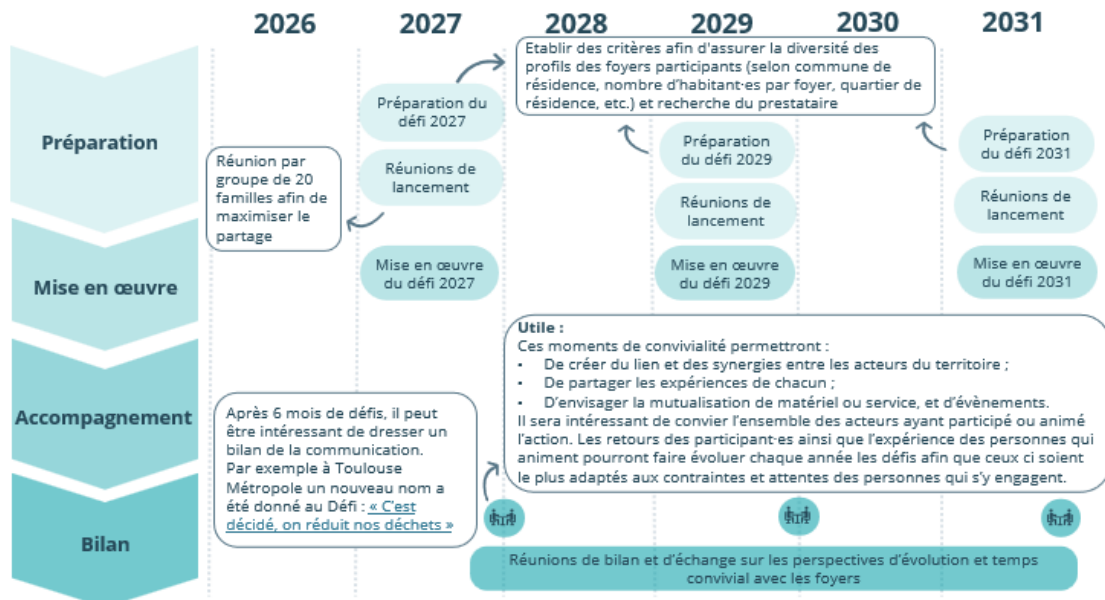 2026
2027
2028
2029
2030
2031
Préparation
Mise en œuvre
Accompagnement
Bilan
Préparation du
défi 2027
Etablir des critères afin d'assurer la diversité des
profils des foyers participants (selon commune de
résidence, nombre d'habitant·es par foyer, quartier de
résidence, etc.) et recherche du prestataire
Réunion par
groupe de 20
familles afin de
maximiser le
partage
Réunions de
lancement
Préparation
du défi 2029
Réunions de
lancement
Préparation
du défi 2031
Réunions de
lancement
Mise en œuvre
du défi 2027
Mise en œuvre
du défi 2029
Mise en œuvre
du défi 2031
Utile :
Ces moments de convivialité permettront :
▪ De créer du lien et des synergies entre les acteurs du territoire ;
▪ De partager les expériences de chacun ;
▪ D’envisager la mutualisation de matériel ou service, et d’évènements.
Il sera intéressant de convier l’ensemble des acteurs ayant participé ou animé
l’action. Les retours des participant·es ainsi que l’expérience des personnes qui
animent pourront faire évoluer chaque année les défis afin que ceux ci soient
le plus adaptés aux contraintes et attentes des personnes qui s’y engagent.
Après 6 mois de défis, il peut
être intéressant de dresser un
bilan de la communication.
Par exemple à Toulouse
Métropole un nouveau nom a
été donné au Défi : « C’est
décidé, on réduit nos déchets »
Réunions de bilan et d’échange sur les perspectives d’évolution et temps
convivial avec les foyers